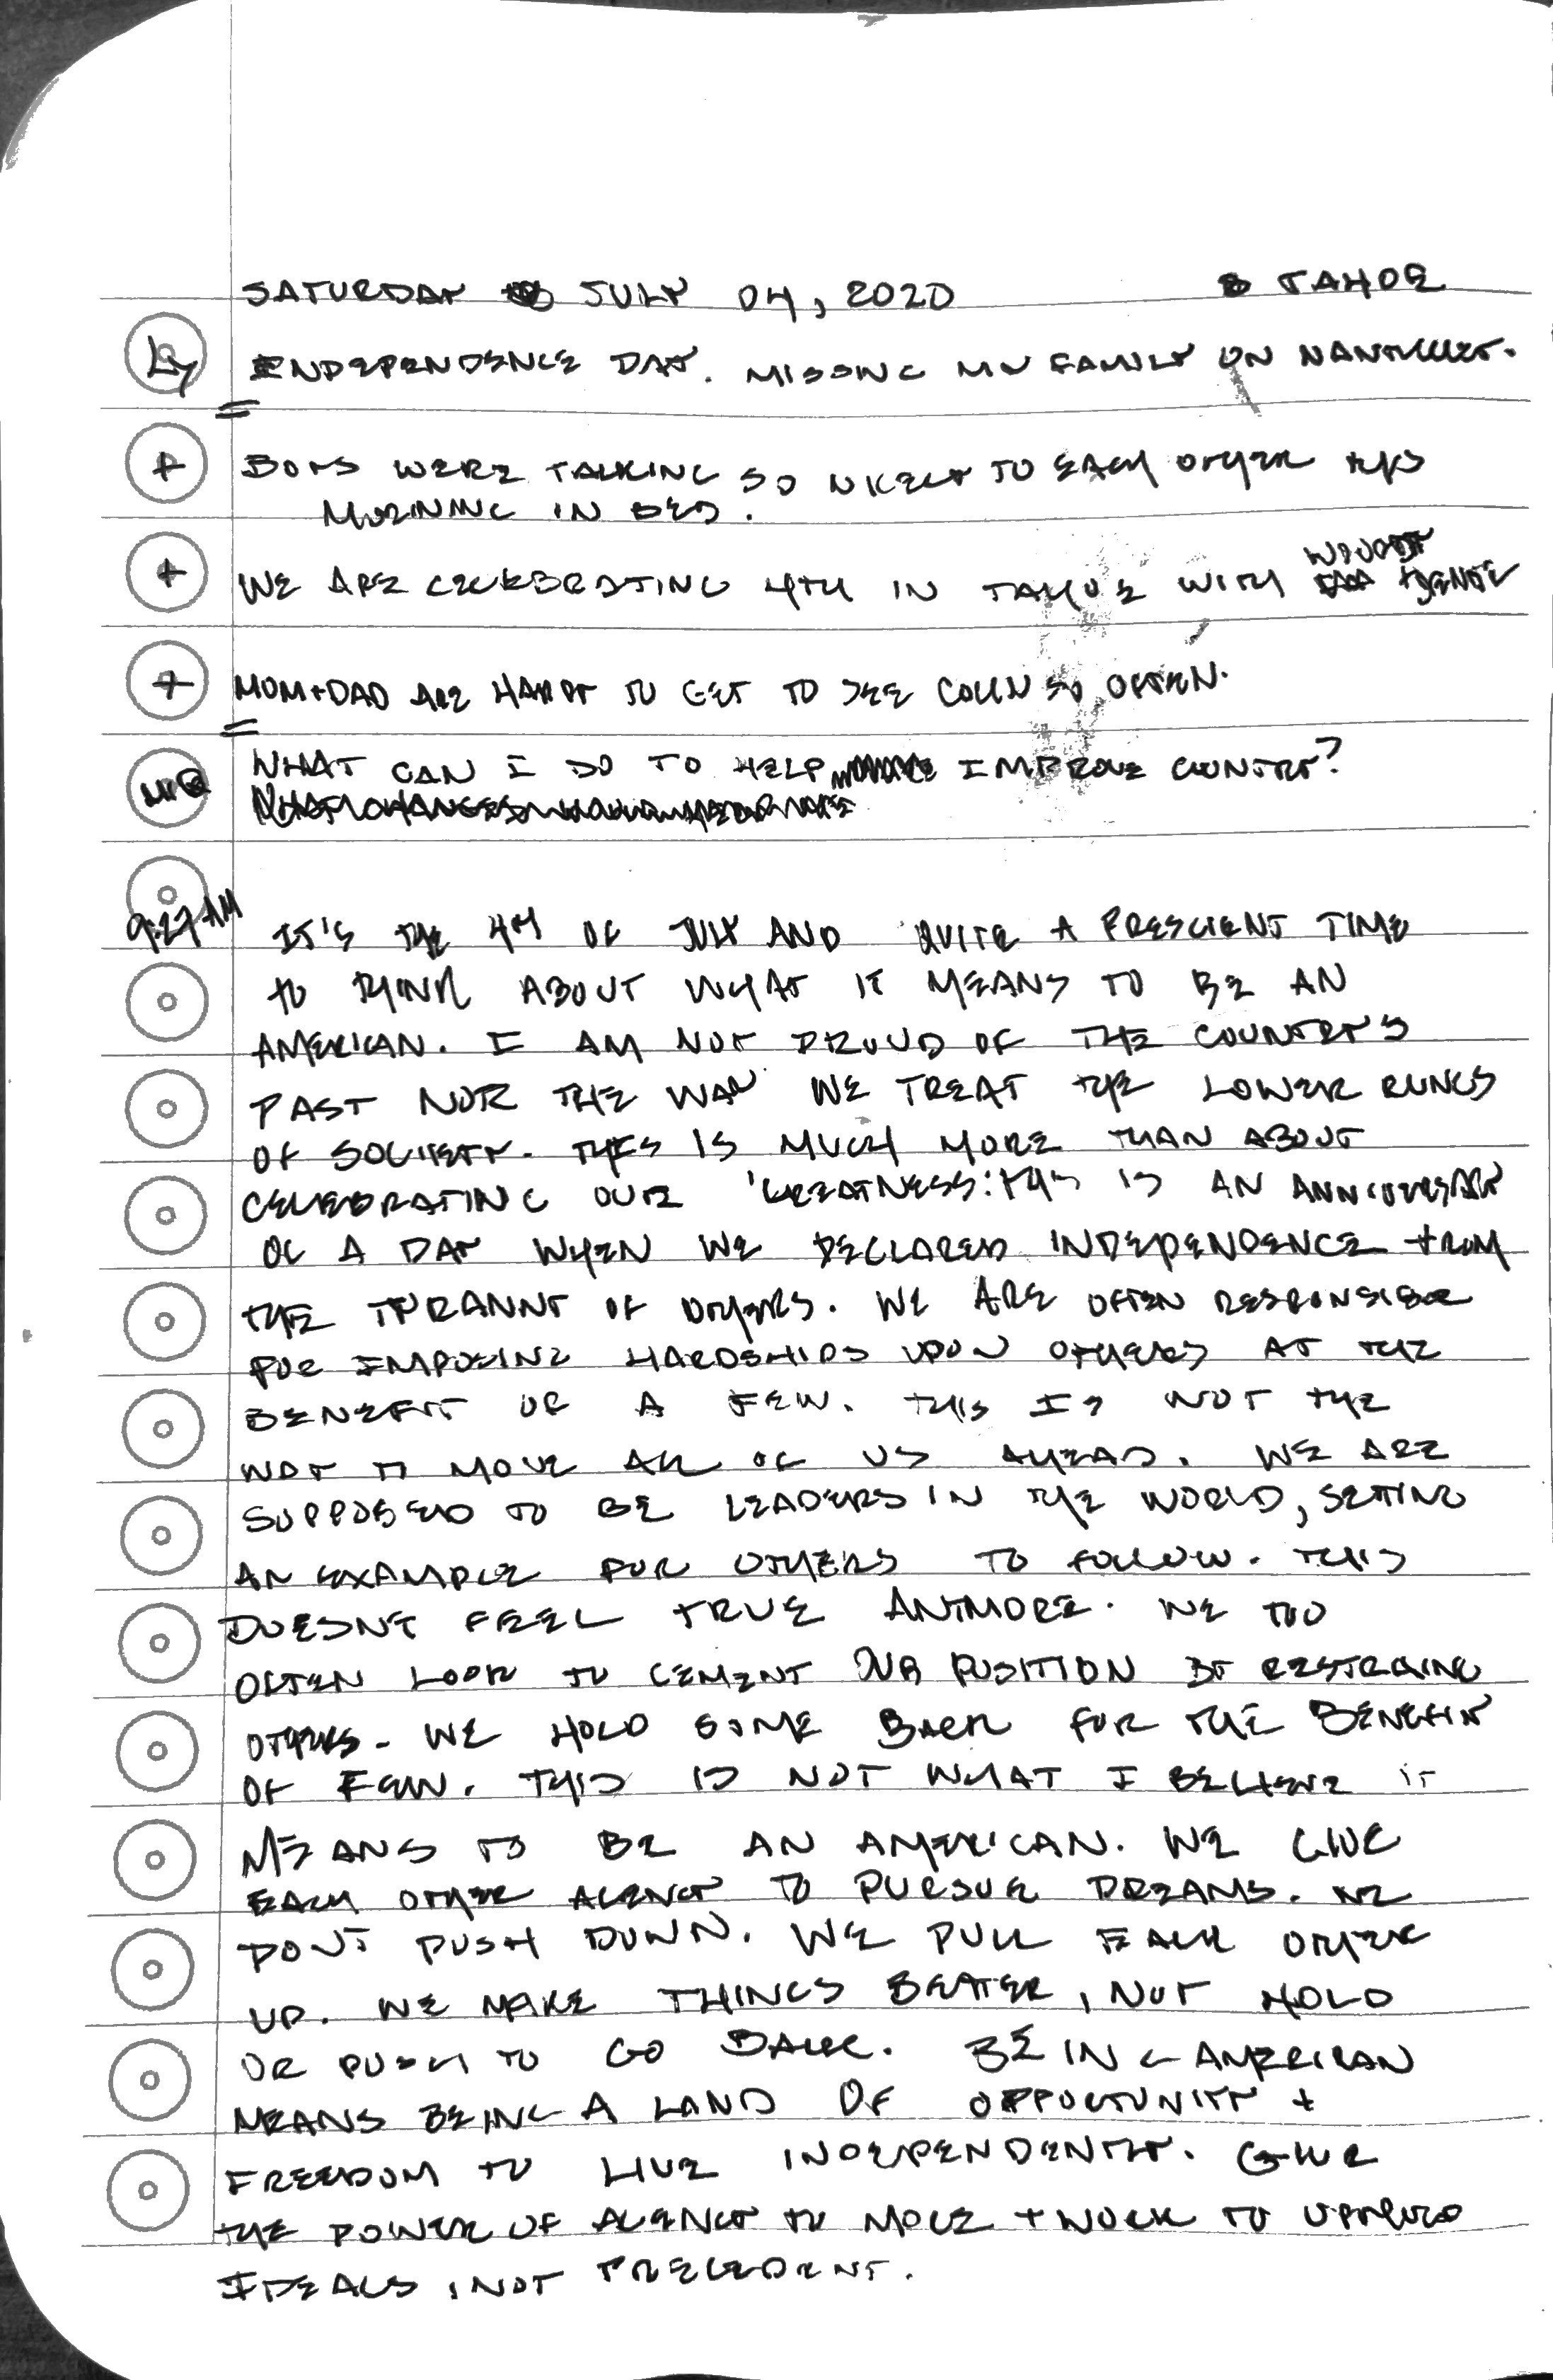 SATURDAY JULY 04, 2020 TAHOE
Ly INDEPENDENCE DAY. MISSING MY FAMILY ON NANTUCKET.
+ BOYS WERE TALKING SO NICELY TO EACH OTHER THIS
MORNING IN BED.
+ WE ARE CELEBRATING 4TH IN TAHOE WITH
+ MOM + DAD ARE HAPPY TO GET TO SEE COLIN SO OFTEN.
WHAT CAN I DO TO HELP IMPROVE COUNTRY?
9:27 AM IT'S THE 4TH OF JULY AND QUITE A PRESCIENT TIME
TO THINK ABOUT WHAT IT MEANS TO BE AN
AMERICAN. I AM NOT PROUD OF THE COUNTRY'S
PAST NOR THE WAY WE TREAT THE LOWER RUNGS
OF SOCIETY. THIS IS MUCH MORE THAN ABOUT
CELEBRATING OUR 'GREATNESS.' THIS IS AN ANNIVERSARY
OF A DAY WHEN WE DECLARED INDEPENDENCE FROM
THE TYRANNY OF OTHERS. WE ARE OFTEN RESPONSIBLE
FOR IMPOSING HARDSHIPS UPON OTHERS AT THE
BENEFIT OF A FEW. THIS IS NOT THE
WAY TO MOVE ALL OF US AHEAD. WE ARE
SUPPOSED TO BE LEADERS IN THE WORLD, SETTING
AN EXAMPLE FOR OTHERS TO FOLLOW. THIS
DOESN'T FEEL TRUE ANYMORE. WE TOO
OFTEN LOOK TO CEMENT OUR POSITION BY RESTRAINING
OTHERS. WE HOLD SOME BACK FOR THE BENEFIT
OF FEW. THIS IS NOT WHAT I BELIEVE IT
MEANS TO BE AN AMERICAN. WE GIVE
EACH OTHER AGENCY TO PURSUE DREAMS. WE
DON'T PUSH DOWN. WE PULL EACH OTHER
UP. WE MAKE THINGS BETTER, NOT HOLD
OR PUSH TO GO BACK. BEING AMERICAN
MEANS BEING A LAND OF OPPORTUNITY +
FREEDOM TO LIVE INDEPENDENTLY. GIVE
THE POWER OF AGENCY TO MOVE + WORK TO UPHOLD
IDEALS, NOT PRECEDENT.